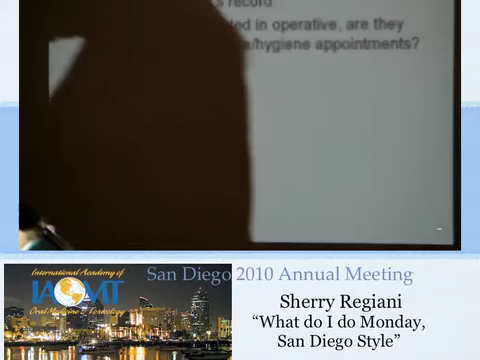 s record.
ted in operative, are they
/hygiene appointments?
San Diego 2010 Annual Meeting
International Academy of
IAOMT
Oral Medicine & Toxicology
Sherry Regiani
“What do I do Monday,
San Diego Style”